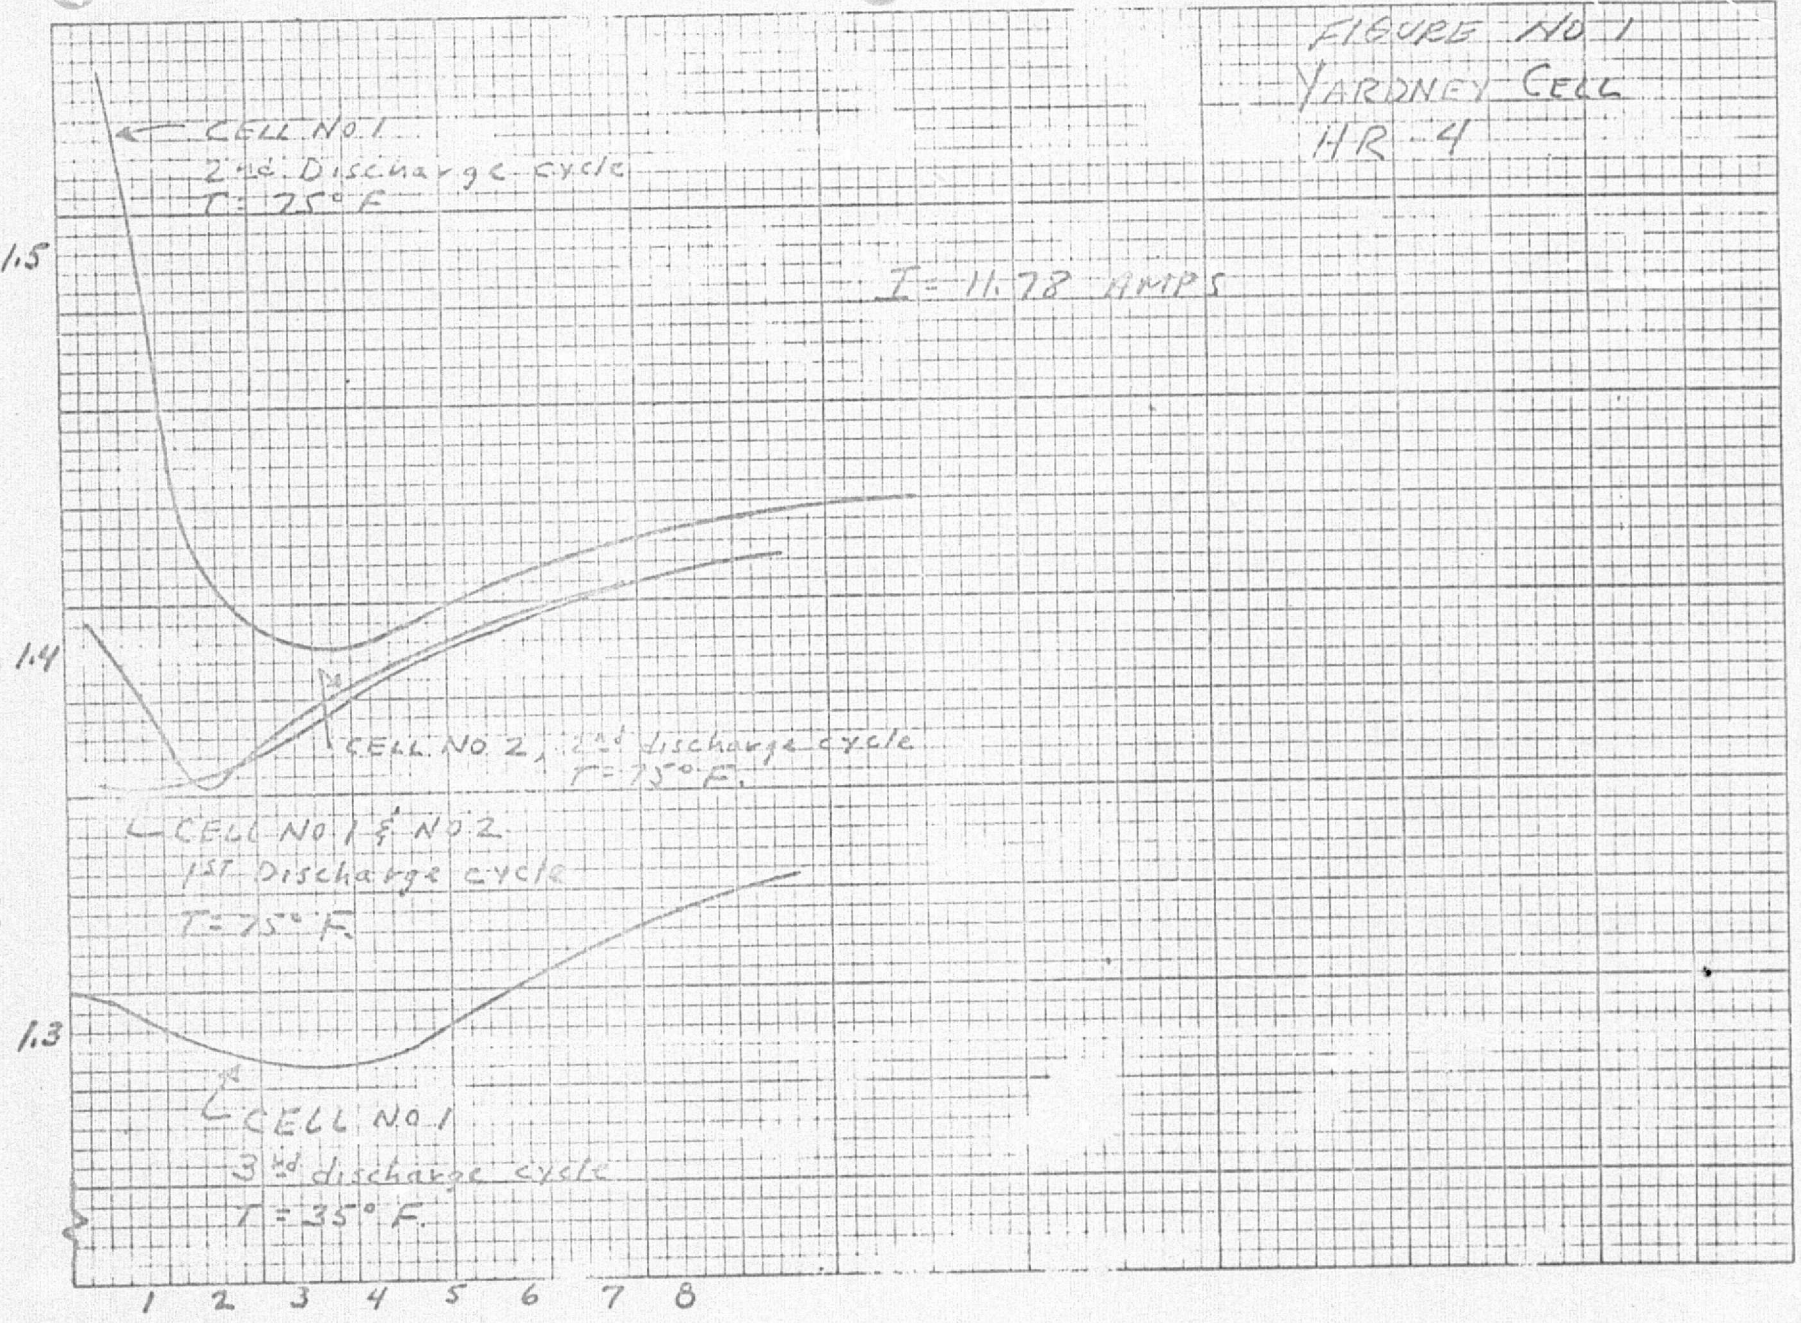 FIGURE NO 1
YARDNEY CELL
HR-4
CELL NO.1
2nd Discharge cycle
T= 75° F
1.5
I= 11.78 AMPS
1.4
CELL NO. 2, 2nd discharge cycle
T=75° F.
CELL NO 1 & NO 2
1ST Discharge cycle
T=75° F.
1.3
CELL NO.1
3nd discharge cycle
T = 35° F.
1 2 3 4 5 6 7 8